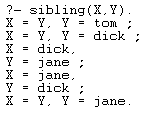 ?- sibling(X,Y).
X = Y, Y = tom ;
X = Y, Y = dick ;
X = dick,
Y = jane ;
X = jane,
Y = dick ;
X = Y, Y = jane.